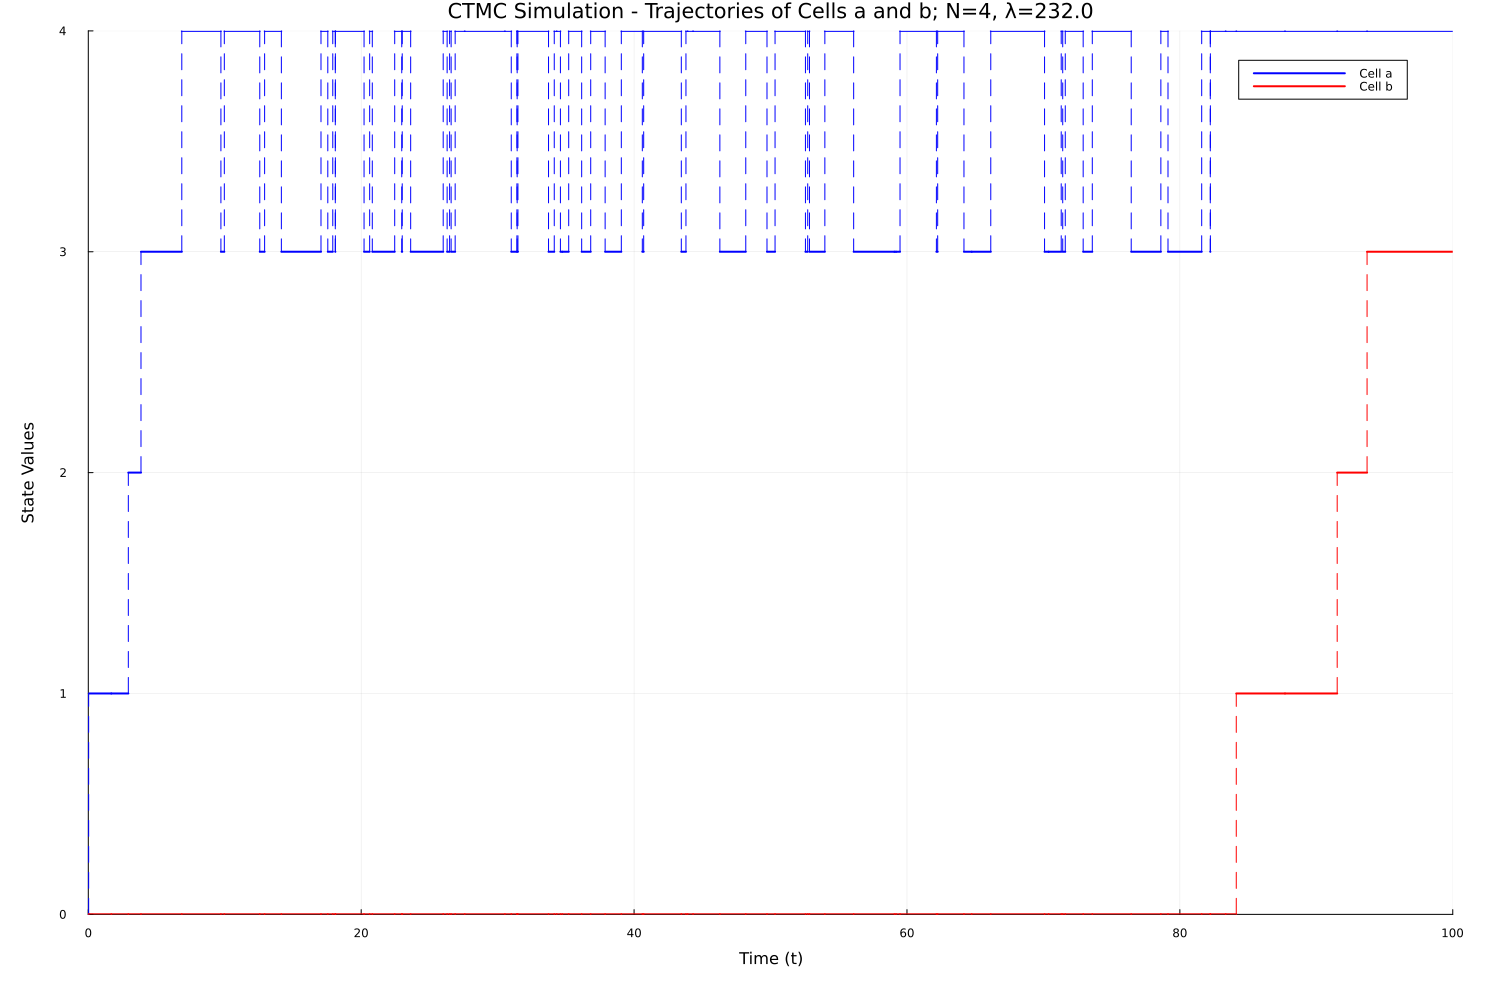 CTMC Simulation - Trajectories of Cells a and b; N=4, λ=232.0
4
Cell a
Cell b
3
State Values
2
1
0
0 20 40 60 80 100
Time (t)